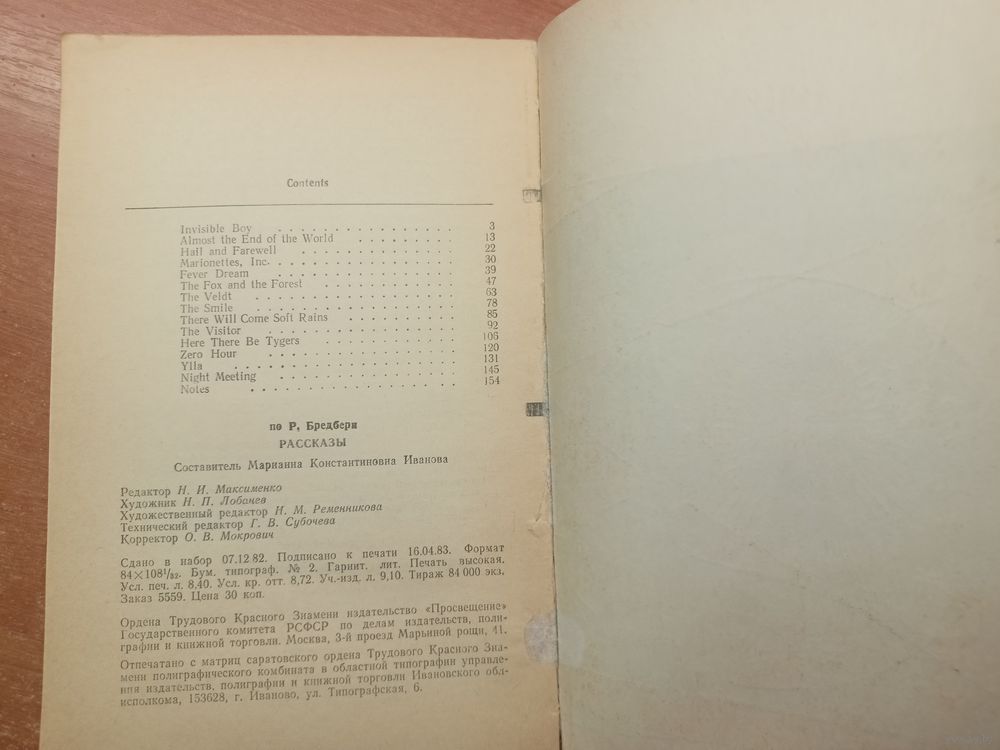 Contents
Invisible Boy . . . . . . . . . . . . . . . . 3
Almost the End of the World . . . . . . . . . 13
Hail and Farewell . . . . . . . . . . . . . . 22
Marionettes, Inc. . . . . . . . . . . . . . . . 30
Fever Dream . . . . . . . . . . . . . . . . 39
The Fox and the Forest . . . . . . . . . . . . 47
The Veldt . . . . . . . . . . . . . . . . . 63
The Smile . . . . . . . . . . . . . . . . . 78
There Will Come Soft Rains . . . . . . . . . . 85
The Visitor . . . . . . . . . . . . . . . . 92
Here There Be Tygers . . . . . . . . . . . . 106
Zero Hour . . . . . . . . . . . . . . . . 120
Ylla . . . . . . . . . . . . . . . . . . . 131
Night Meeting . . . . . . . . . . . . . . . 145
Notes . . . . . . . . . . . . . . . . . . 154
по Р, Бредбери
РАССКАЗЫ
Составитель Марианна Константиновна Иванова
Редактор Н. И. Максименко
Художник Н. П. Лобанев
Художественный редактор Н. М. Ременникова
Технический редактор Г. В. Субочева
Корректор О. В. Мокрович
Сдано в набор 07.12.82. Подписано к печати 16.04.83. Формат
84×108¹/₃₂. Бум. типограф. № 2. Гарнит. лит. Печать высокая.
Усл. печ. л. 8,40. Усл. кр. отт. 8,72. Уч.-изд. л. 9,10. Тираж 84 000 экз.
Заказ 5559. Цена 30 коп.
Ордена Трудового Красного Знамени издательство «Просвещение»
Государственного комитета РСФСР по делам издательств, поли-
графии и книжной торговли. Москва, 3-й проезд Марьиной рощи, 41.
Отпечатано с матриц саратовского ордена Трудового Красного Зна-
мени полиграфического комбината в областной типографии управле-
ния издательств, полиграфии и книжной торговли Ивановского обл-
исполкома, 153628, г. Иваново, ул. Типографская, 6.